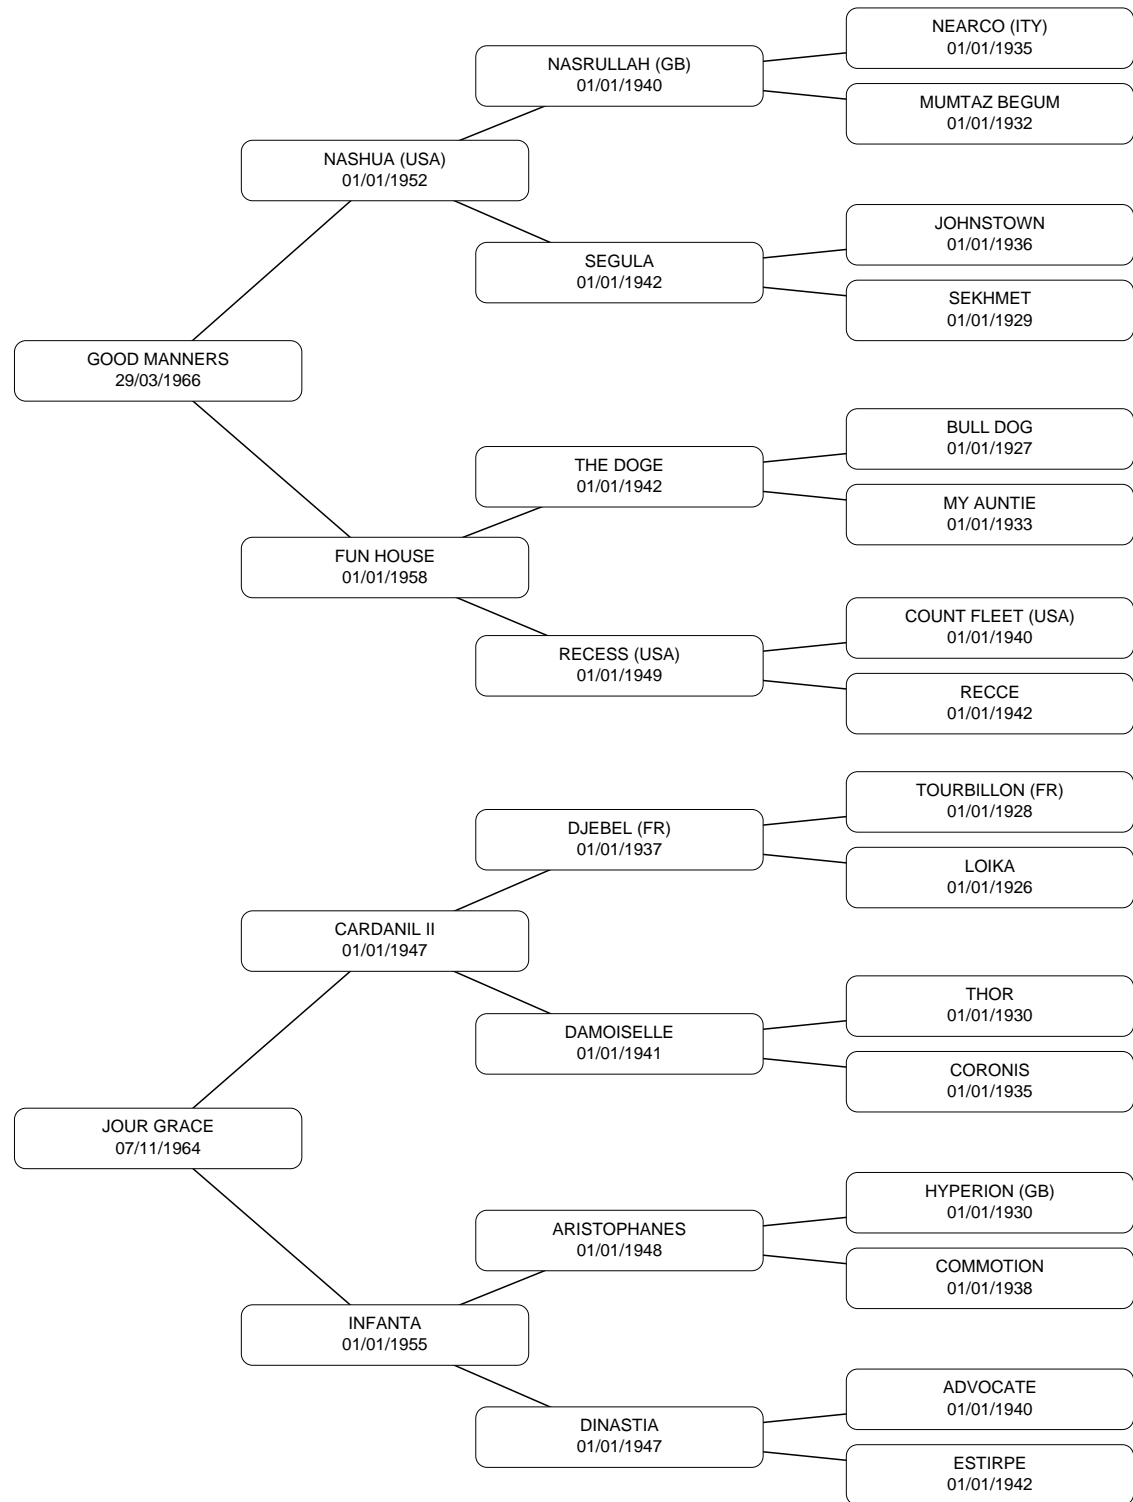 NEARCO (ITY)
01/01/1935
NASRULLAH (GB)
01/01/1940
MUMTAZ BEGUM
01/01/1932
NASHUA (USA)
01/01/1952
JOHNSTOWN
01/01/1936
SEGULA
01/01/1942
SEKHMET
01/01/1929
GOOD MANNERS
29/03/1966
BULL DOG
01/01/1927
THE DOGE
01/01/1942
MY AUNTIE
01/01/1933
FUN HOUSE
01/01/1958
COUNT FLEET (USA)
01/01/1940
RECESS (USA)
01/01/1949
RECCE
01/01/1942
TOURBILLON (FR)
01/01/1928
DJEBEL (FR)
01/01/1937
LOIKA
01/01/1926
CARDANIL II
01/01/1947
THOR
01/01/1930
DAMOISELLE
01/01/1941
CORONIS
01/01/1935
JOUR GRACE
07/11/1964
HYPERION (GB)
01/01/1930
ARISTOPHANES
01/01/1948
COMMOTION
01/01/1938
INFANTA
01/01/1955
ADVOCATE
01/01/1940
DINASTIA
01/01/1947
ESTIRPE
01/01/1942